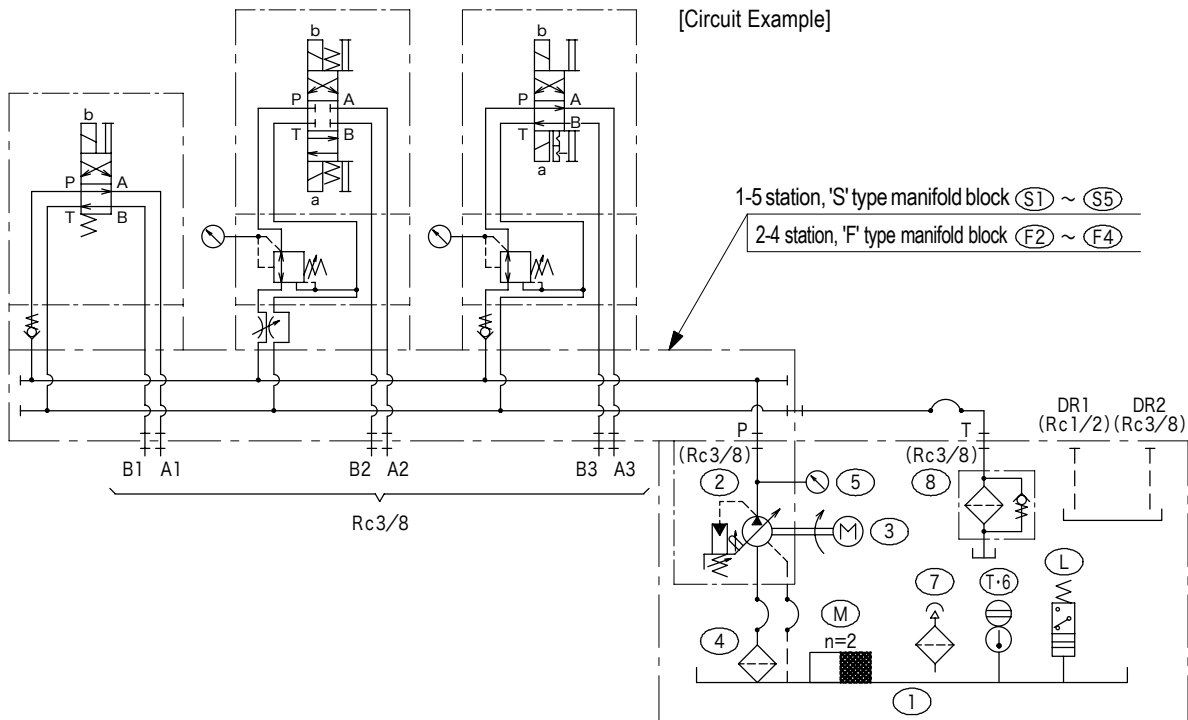 [Circuit Example]
b
P A
T B
b
P A
T B
a
b
P A
T B
a
1-5 station, 'S' type manifold block S1 ~ S5
2-4 station, 'F' type manifold block F2 ~ F4
B1 A1
B2 A2
B3 A3
Rc3/8
P
(Rc3/8)
T
(Rc3/8)
DR1
(Rc1/2)
DR2
(Rc3/8)
2
5
8
M
3
7
T·6
L
4
M
n=2
1